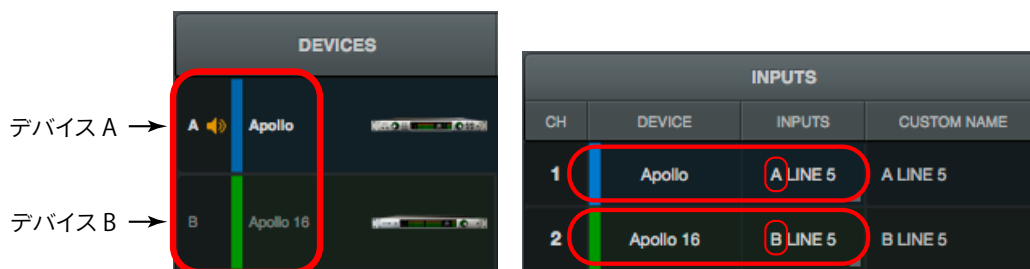 DEVICES
デバイス A
A Apollo
デバイス B
B Apollo 16
INPUTS
CH DEVICE INPUTS CUSTOM NAME
1 Apollo A LINE 5 A LINE 5
2 Apollo 16 B LINE 5 B LINE 5